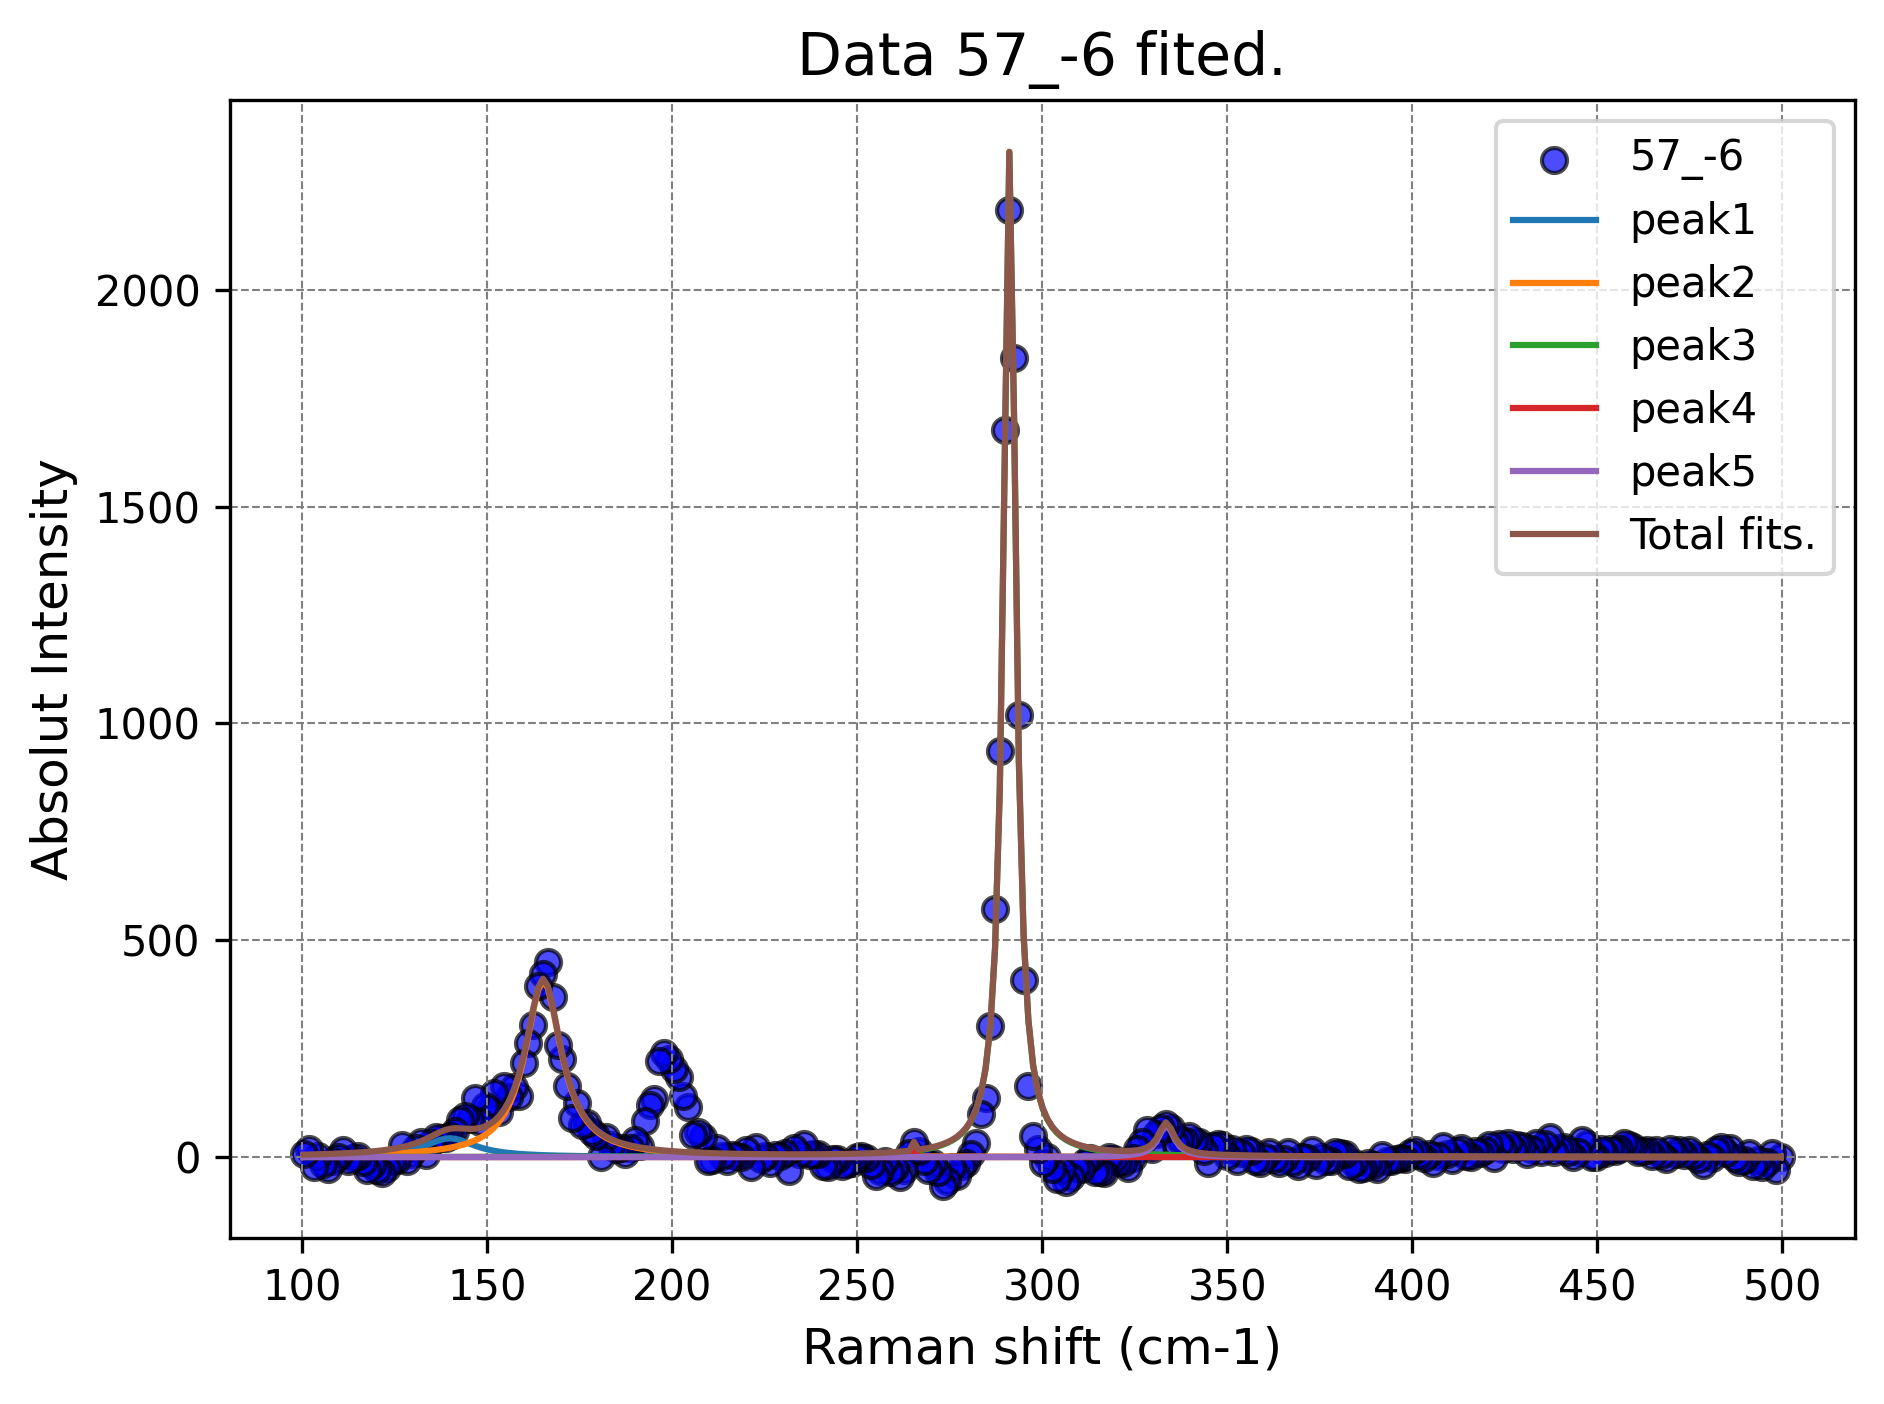 Data 57_-6 fited.
57_-6
peak1
peak2
peak3
peak4
peak5
Total fits.
Absolut Intensity
2000
1500
1000
500
0
100 150 200 250 300 350 400 450 500
Raman shift (cm-1)